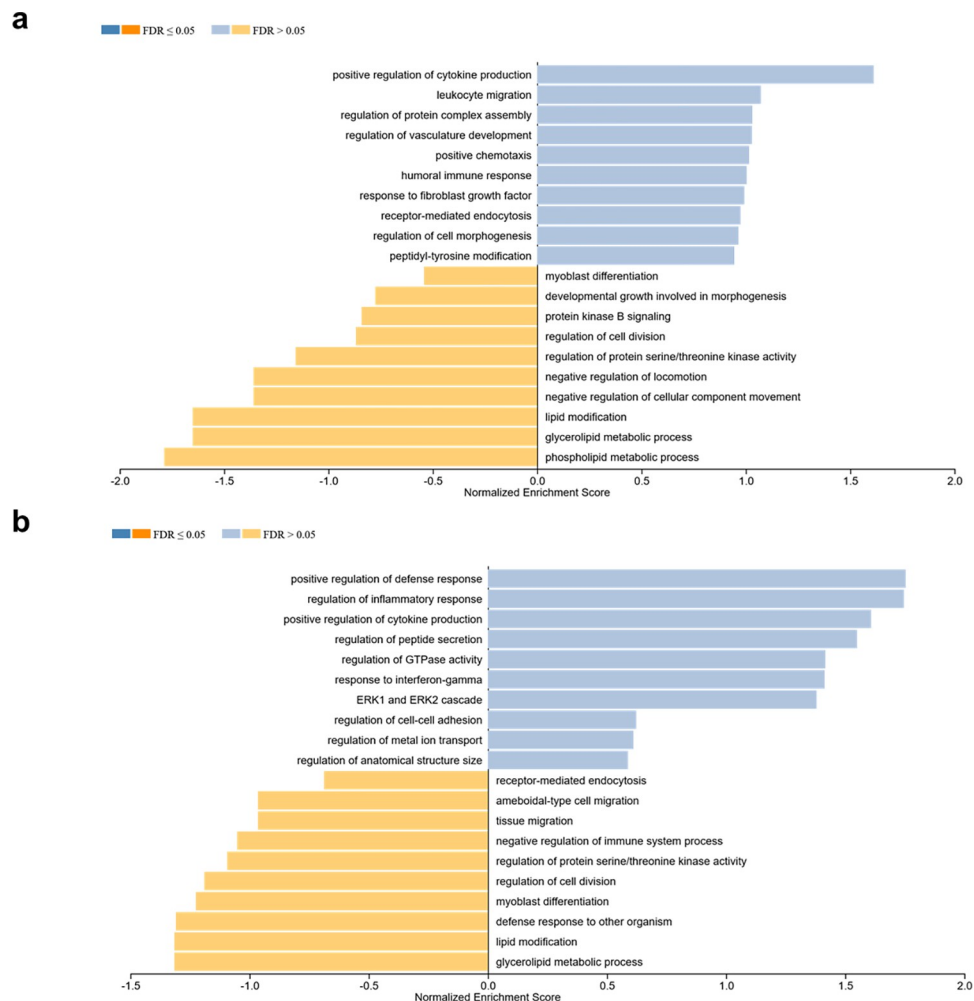 a
FDR ≤ 0.05 FDR > 0.05
positive regulation of cytokine production
leukocyte migration
regulation of protein complex assembly
regulation of vasculature development
positive chemotaxis
humoral immune response
response to fibroblast growth factor
receptor-mediated endocytosis
regulation of cell morphogenesis
peptidyl-tyrosine modification
myoblast differentiation
developmental growth involved in morphogenesis
protein kinase B signaling
regulation of cell division
regulation of protein serine/threonine kinase activity
negative regulation of locomotion
negative regulation of cellular component movement
lipid modification
glycerolipid metabolic process
phospholipid metabolic process
-2.0 -1.5 -1.0 -0.5 0.0 0.5 1.0 1.5 2.0
Normalized Enrichment Score
b
FDR ≤ 0.05 FDR > 0.05
positive regulation of defense response
regulation of inflammatory response
positive regulation of cytokine production
regulation of peptide secretion
regulation of GTPase activity
response to interferon-gamma
ERK1 and ERK2 cascade
regulation of cell-cell adhesion
regulation of metal ion transport
regulation of anatomical structure size
receptor-mediated endocytosis
ameboidal-type cell migration
tissue migration
negative regulation of immune system process
regulation of protein serine/threonine kinase activity
regulation of cell division
myoblast differentiation
defense response to other organism
lipid modification
glycerolipid metabolic process
-1.5 -1.0 -0.5 0.0 0.5 1.0 1.5 2.0
Normalized Enrichment Score